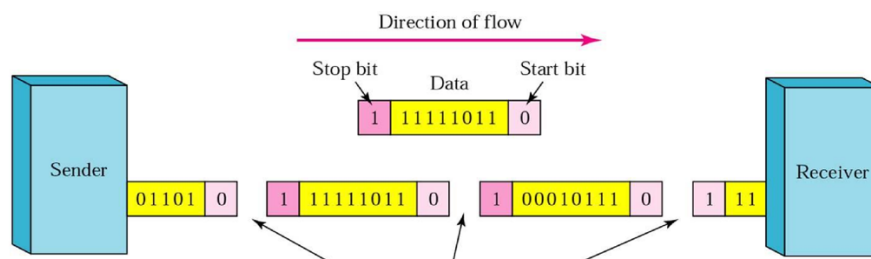 Direction of flow
Stop bit Data Start bit
1 11111011 0
Sender
Receiver
01101 0 1 11111011 0 1 00010111 0 1 11